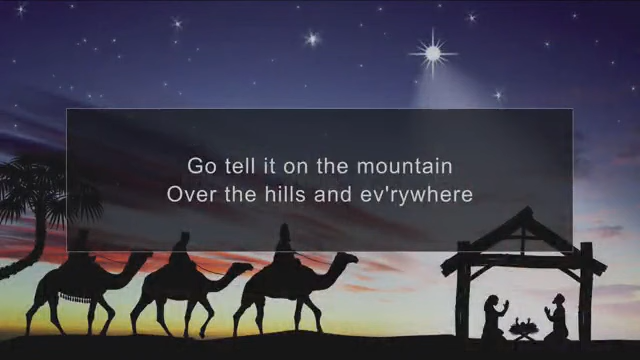 Go tell it on the mountain
Over the hills and ev'rywhere